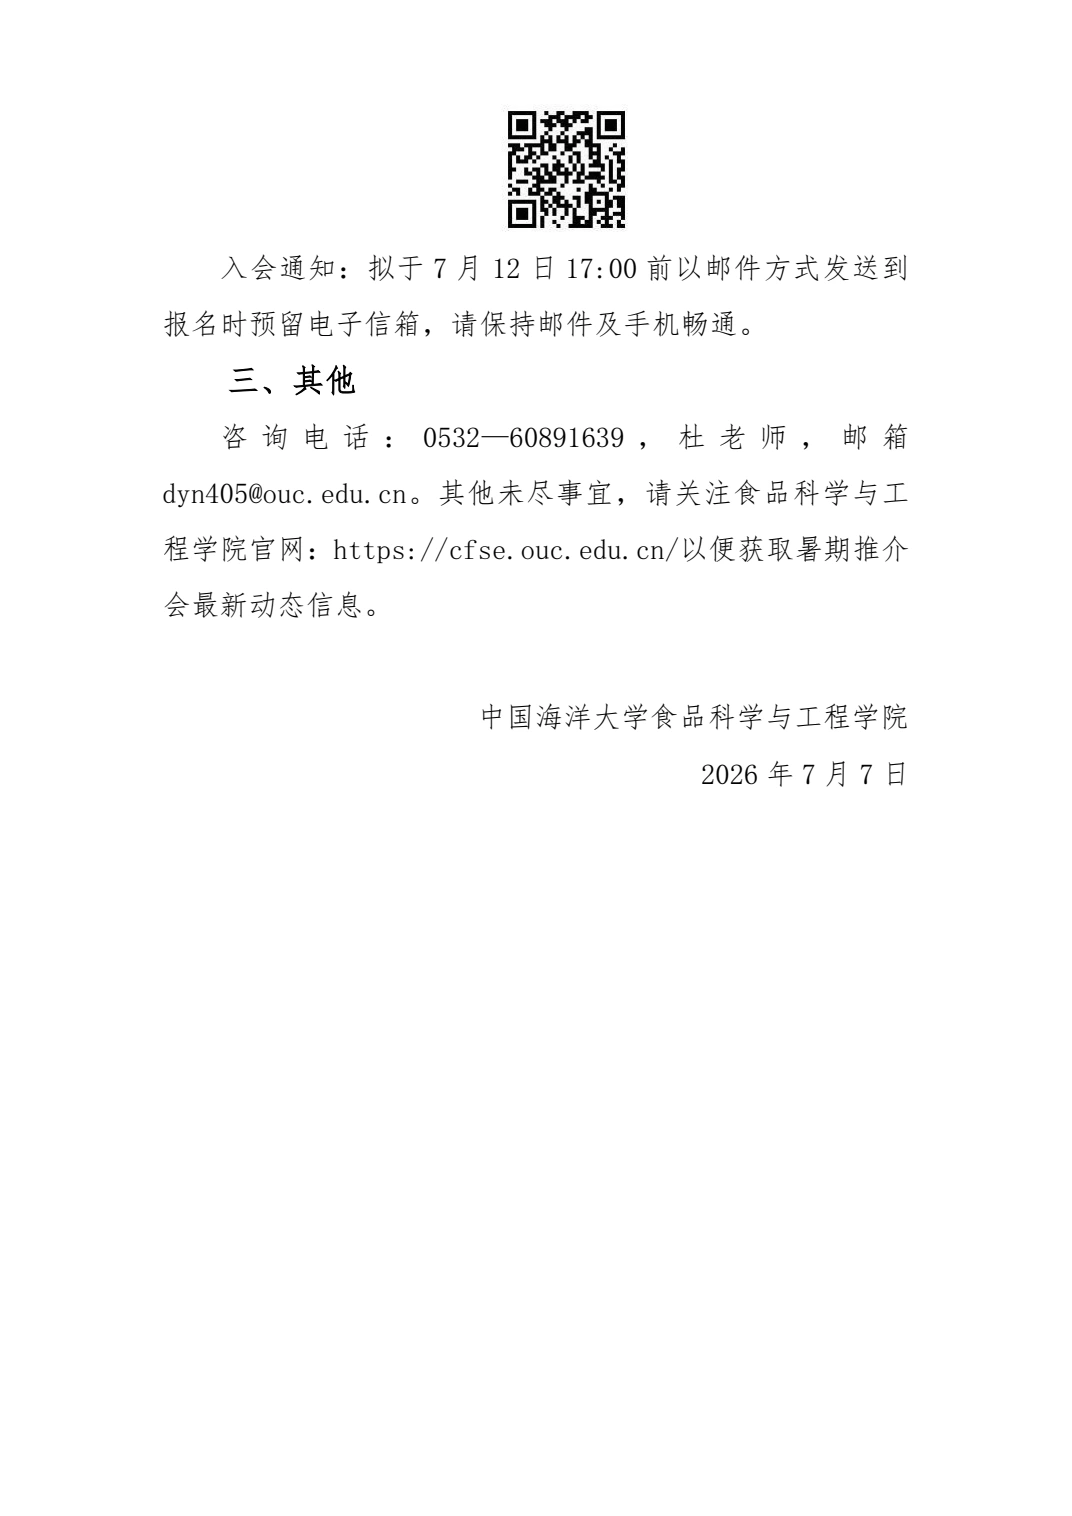 入会通知：拟于 7 月 12 日 17:00 前以邮件方式发送到
报名时预留电子信箱，请保持邮件及手机畅通。
三、其他
咨询电话：0532—60891639，杜老师，邮箱
dyn405@ouc.edu.cn。其他未尽事宜，请关注食品科学与工
程学院官网：https://cfse.ouc.edu.cn/以便获取暑期推介
会最新动态信息。
中国海洋大学食品科学与工程学院
2026 年 7 月 7 日